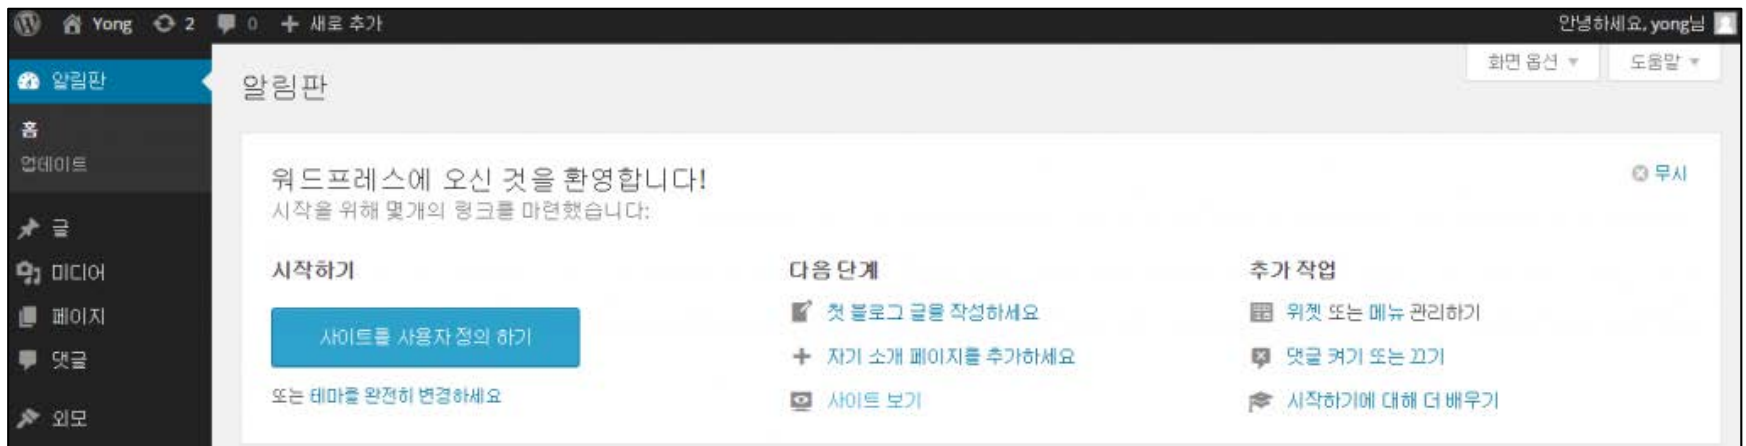 Yong 2 0 새로 추가 안녕하세요, yong님
화면 옵션 도움말
알림판
홈
업데이트
글
미디어
페이지
댓글
외모
알림판
워드프레스에 오신 것을 환영합니다!
무시
시작을 위해 몇개의 링크를 마련했습니다:
시작하기
사이트를 사용자 정의 하기
또는 테마를 완전히 변경하세요
다음 단계
첫 블로그 글을 작성하세요
자기 소개 페이지를 추가하세요
사이트 보기
추가 작업
위젯 또는 메뉴 관리하기
댓글 켜기 또는 끄기
시작하기에 대해 더 배우기